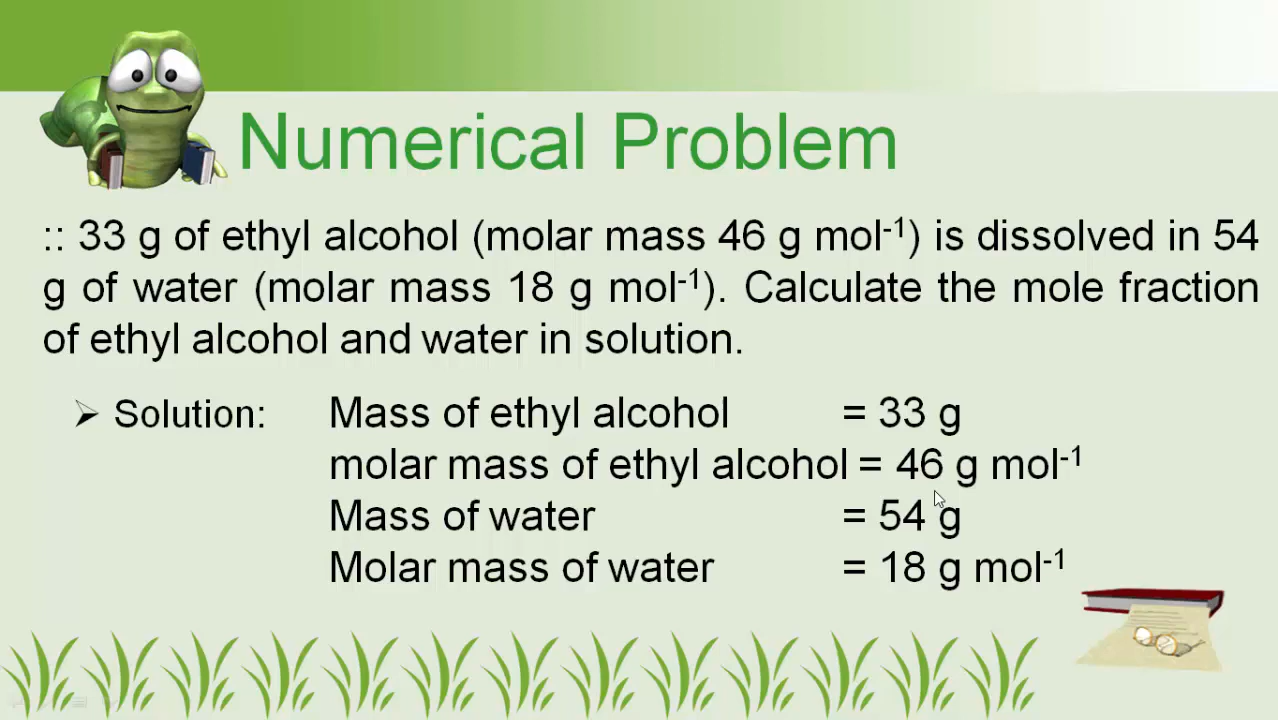 Numerical Problem
:: 33 g of ethyl alcohol (molar mass 46 g mol⁻¹) is dissolved in 54
g of water (molar mass 18 g mol⁻¹). Calculate the mole fraction
of ethyl alcohol and water in solution.
➢ Solution: Mass of ethyl alcohol = 33 g
molar mass of ethyl alcohol = 46 g mol⁻¹
Mass of water = 54 g
Molar mass of water = 18 g mol⁻¹